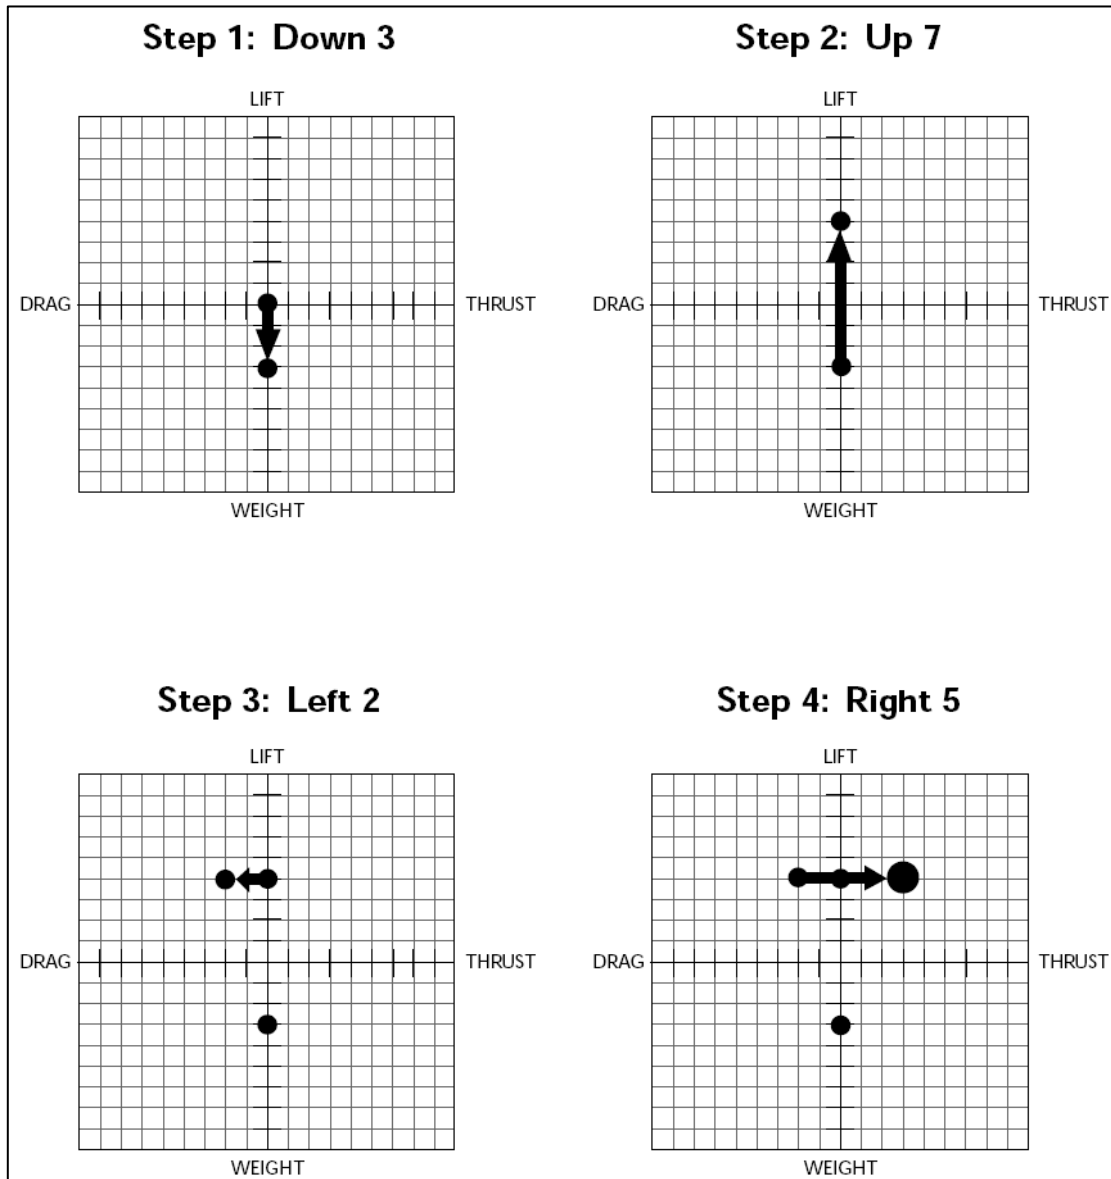 Step 1: Down 3
LIFT
DRAG
THRUST
WEIGHT
Step 2: Up 7
LIFT
DRAG
THRUST
WEIGHT
Step 3: Left 2
LIFT
DRAG
THRUST
WEIGHT
Step 4: Right 5
LIFT
DRAG
THRUST
WEIGHT